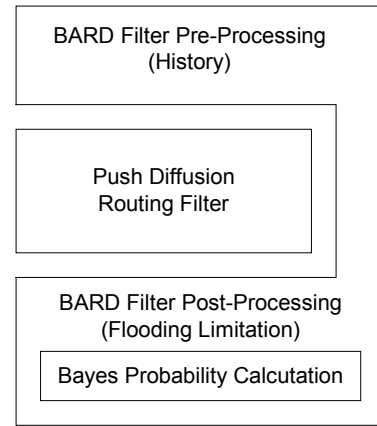 BARD Filter Pre-Processing
(History)
Push Diffusion
Routing Filter
BARD Filter Post-Processing
(Flooding Limitation)
Bayes Probability Calcutation